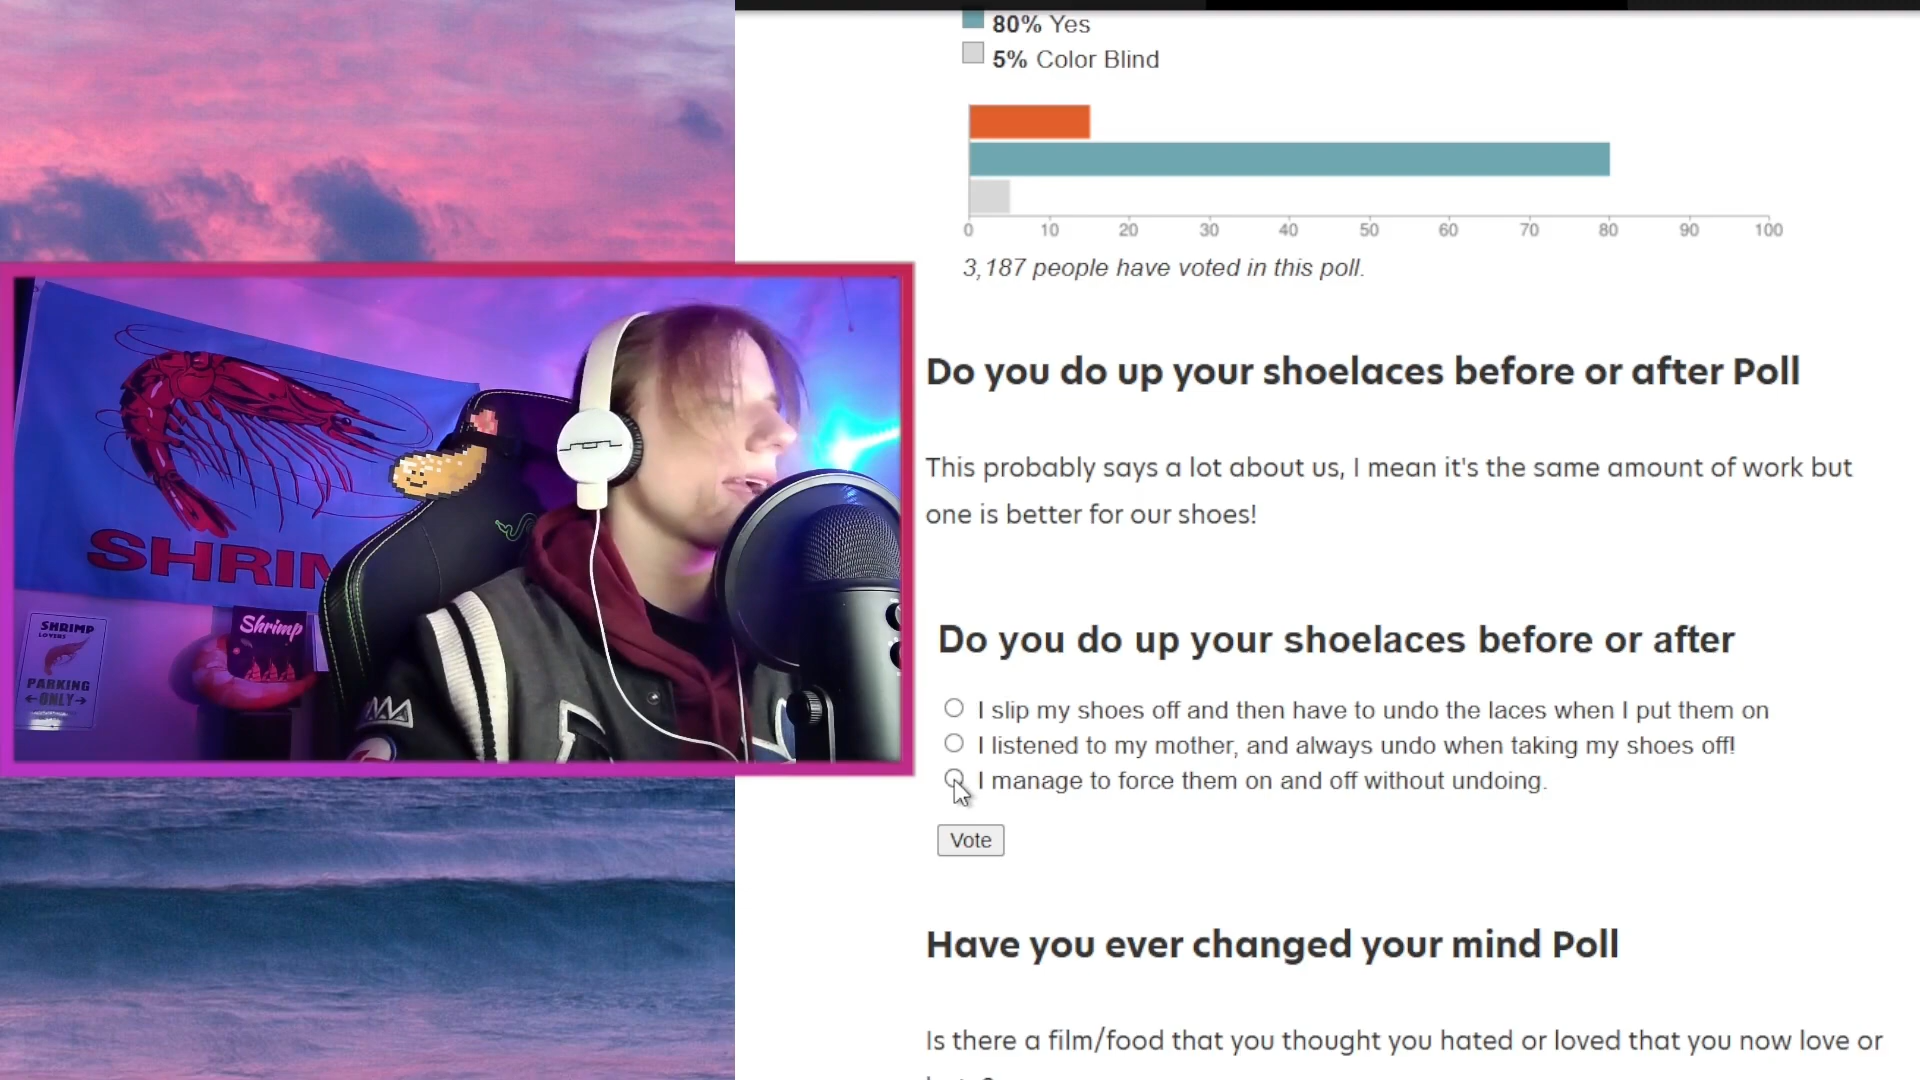 80% Yes
5% Color Blind
0 10 20 30 40 50 60 70 80 90 100
3,187 people have voted in this poll.
Do you do up your shoelaces before or after Poll
This probably says a lot about us, I mean it's the same amount of work but
one is better for our shoes!
Do you do up your shoelaces before or after
I slip my shoes off and then have to undo the laces when I put them on
I listened to my mother, and always undo when taking my shoes off!
I manage to force them on and off without undoing.
Vote
Have you ever changed your mind Poll
Is there a film/food that you thought you hated or loved that you now love or
SHRIM
Shrimp
SHRIMP
LOVERS
PARKING
←ONLY→